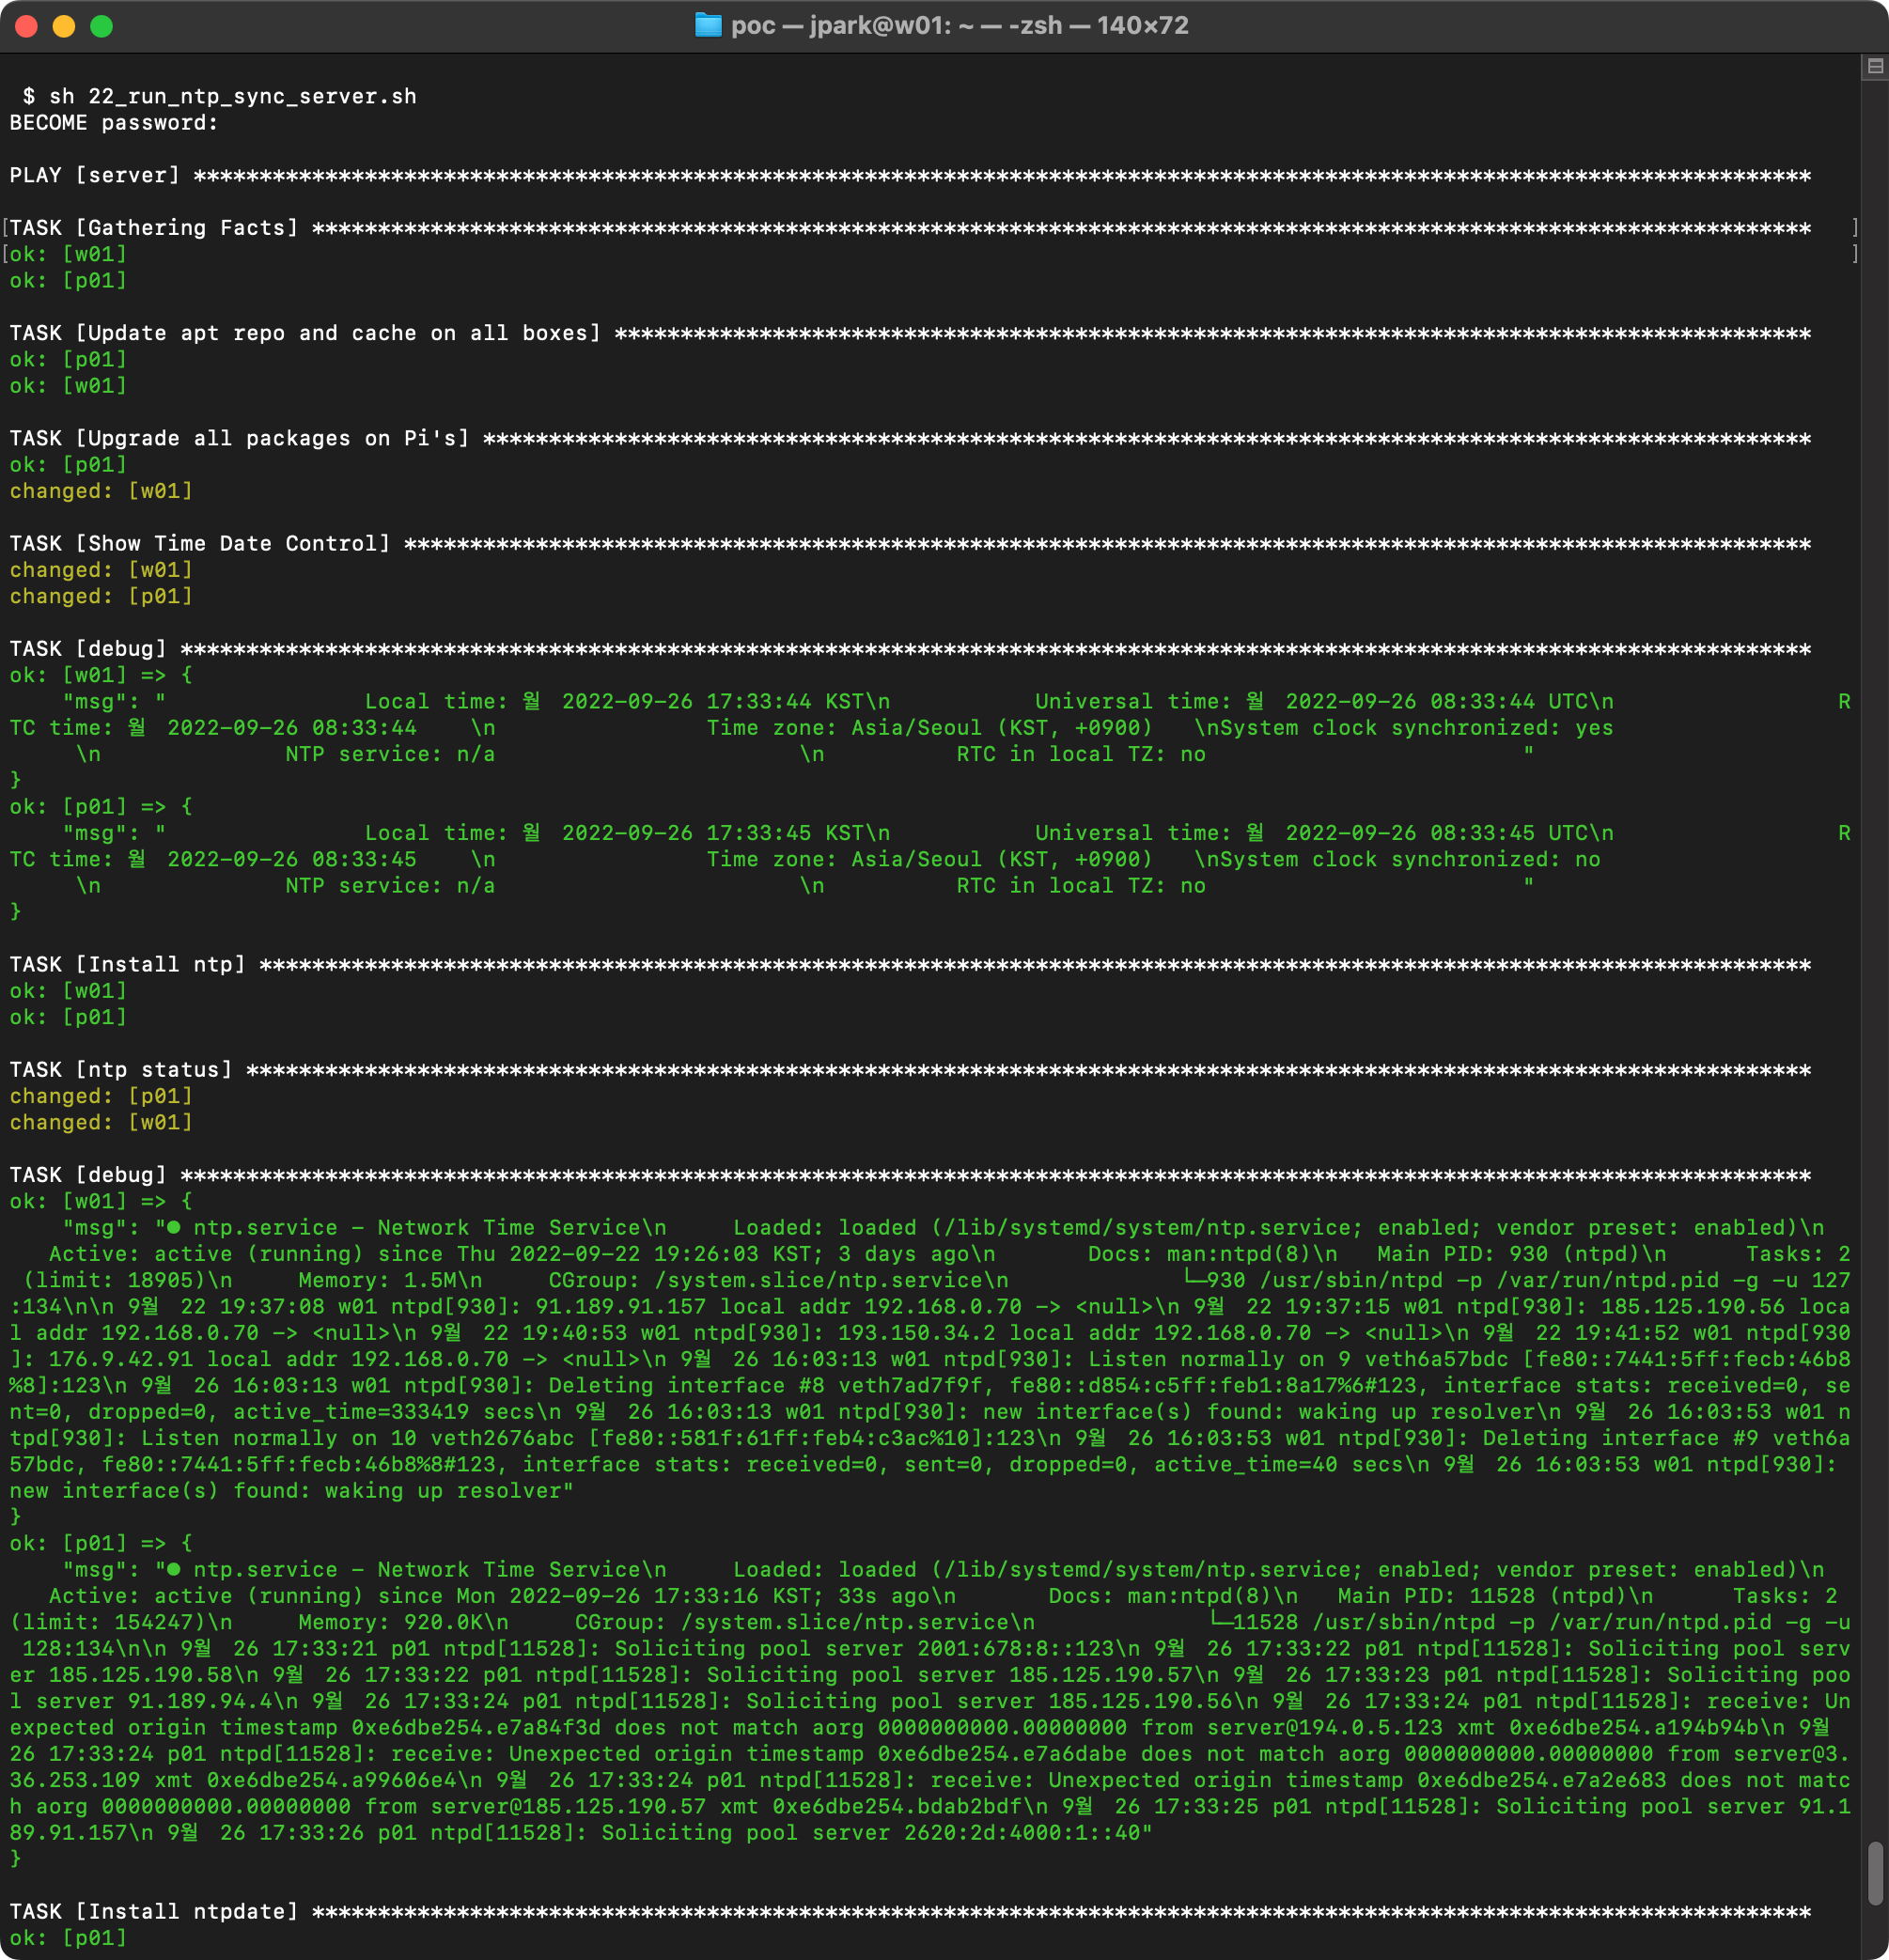 poc — jpark@w01: ~ — -zsh — 140×72
$ sh 22_run_ntp_sync_server.sh
BECOME password:
PLAY [server] ***************************************************************************************************************************
TASK [Gathering Facts] ******************************************************************************************************************
ok: [w01]
ok: [p01]
TASK [Update apt repo and cache on all boxes] *******************************************************************************************
ok: [p01]
ok: [w01]
TASK [Upgrade all packages on Pi's] *****************************************************************************************************
ok: [p01]
changed: [w01]
TASK [Show Time Date Control] ***********************************************************************************************************
changed: [w01]
changed: [p01]
TASK [debug] ****************************************************************************************************************************
ok: [w01] => {
    "msg": "               Local time: 월 2022-09-26 17:33:44 KST\n           Universal time: 월 2022-09-26 08:33:44 UTC\n                 R
TC time: 월 2022-09-26 08:33:44    \n                Time zone: Asia/Seoul (KST, +0900)   \nSystem clock synchronized: yes
     \n              NTP service: n/a                       \n          RTC in local TZ: no                        "
}
ok: [p01] => {
    "msg": "               Local time: 월 2022-09-26 17:33:45 KST\n           Universal time: 월 2022-09-26 08:33:45 UTC\n                 R
TC time: 월 2022-09-26 08:33:45    \n                Time zone: Asia/Seoul (KST, +0900)   \nSystem clock synchronized: no
     \n              NTP service: n/a                       \n          RTC in local TZ: no                        "
}
TASK [Install ntp] **********************************************************************************************************************
ok: [w01]
ok: [p01]
TASK [ntp status] ***********************************************************************************************************************
changed: [p01]
changed: [w01]
TASK [debug] ****************************************************************************************************************************
ok: [w01] => {
    "msg": "● ntp.service - Network Time Service\n     Loaded: loaded (/lib/systemd/system/ntp.service; enabled; vendor preset: enabled)\n
   Active: active (running) since Thu 2022-09-22 19:26:03 KST; 3 days ago\n       Docs: man:ntpd(8)\n   Main PID: 930 (ntpd)\n      Tasks: 2
 (limit: 18905)\n     Memory: 1.5M\n     CGroup: /system.slice/ntp.service\n             └─930 /usr/sbin/ntpd -p /var/run/ntpd.pid -g -u 127
:134\n\n 9월 22 19:37:08 w01 ntpd[930]: 91.189.91.157 local addr 192.168.0.70 -> <null>\n 9월 22 19:37:15 w01 ntpd[930]: 185.125.190.56 loca
l addr 192.168.0.70 -> <null>\n 9월 22 19:40:53 w01 ntpd[930]: 193.150.34.2 local addr 192.168.0.70 -> <null>\n 9월 22 19:41:52 w01 ntpd[930
]: 176.9.42.91 local addr 192.168.0.70 -> <null>\n 9월 26 16:03:13 w01 ntpd[930]: Listen normally on 9 veth6a57bdc [fe80::7441:5ff:fecb:46b8
%8]:123\n 9월 26 16:03:13 w01 ntpd[930]: Deleting interface #8 veth7ad7f9f, fe80::d854:c5ff:feb1:8a17%6#123, interface stats: received=0, se
nt=0, dropped=0, active_time=333419 secs\n 9월 26 16:03:13 w01 ntpd[930]: new interface(s) found: waking up resolver\n 9월 26 16:03:53 w01 n
tpd[930]: Listen normally on 10 veth2676abc [fe80::581f:61ff:feb4:c3ac%10]:123\n 9월 26 16:03:53 w01 ntpd[930]: Deleting interface #9 veth6a
57bdc, fe80::7441:5ff:fecb:46b8%8#123, interface stats: received=0, sent=0, dropped=0, active_time=40 secs\n 9월 26 16:03:53 w01 ntpd[930]:
new interface(s) found: waking up resolver"
}
ok: [p01] => {
    "msg": "● ntp.service - Network Time Service\n     Loaded: loaded (/lib/systemd/system/ntp.service; enabled; vendor preset: enabled)\n
   Active: active (running) since Mon 2022-09-26 17:33:16 KST; 33s ago\n       Docs: man:ntpd(8)\n   Main PID: 11528 (ntpd)\n      Tasks: 2
(limit: 154247)\n     Memory: 920.0K\n     CGroup: /system.slice/ntp.service\n             └─11528 /usr/sbin/ntpd -p /var/run/ntpd.pid -g -u
 128:134\n\n 9월 26 17:33:21 p01 ntpd[11528]: Soliciting pool server 2001:678:8::123\n 9월 26 17:33:22 p01 ntpd[11528]: Soliciting pool serv
er 185.125.190.58\n 9월 26 17:33:22 p01 ntpd[11528]: Soliciting pool server 185.125.190.57\n 9월 26 17:33:23 p01 ntpd[11528]: Soliciting poo
l server 91.189.94.4\n 9월 26 17:33:24 p01 ntpd[11528]: Soliciting pool server 185.125.190.56\n 9월 26 17:33:24 p01 ntpd[11528]: receive: Un
expected origin timestamp 0xe6dbe254.e7a84f3d does not match aorg 0000000000.00000000 from server@194.0.5.123 xmt 0xe6dbe254.a194b94b\n 9월
26 17:33:24 p01 ntpd[11528]: receive: Unexpected origin timestamp 0xe6dbe254.e7a6dabe does not match aorg 0000000000.00000000 from server@3.
36.253.109 xmt 0xe6dbe254.a99606e4\n 9월 26 17:33:24 p01 ntpd[11528]: receive: Unexpected origin timestamp 0xe6dbe254.e7a2e683 does not matc
h aorg 0000000000.00000000 from server@185.125.190.57 xmt 0xe6dbe254.bdab2bdf\n 9월 26 17:33:25 p01 ntpd[11528]: Soliciting pool server 91.1
89.91.157\n 9월 26 17:33:26 p01 ntpd[11528]: Soliciting pool server 2620:2d:4000:1::40"
}
TASK [Install ntpdate] ******************************************************************************************************************
ok: [p01]